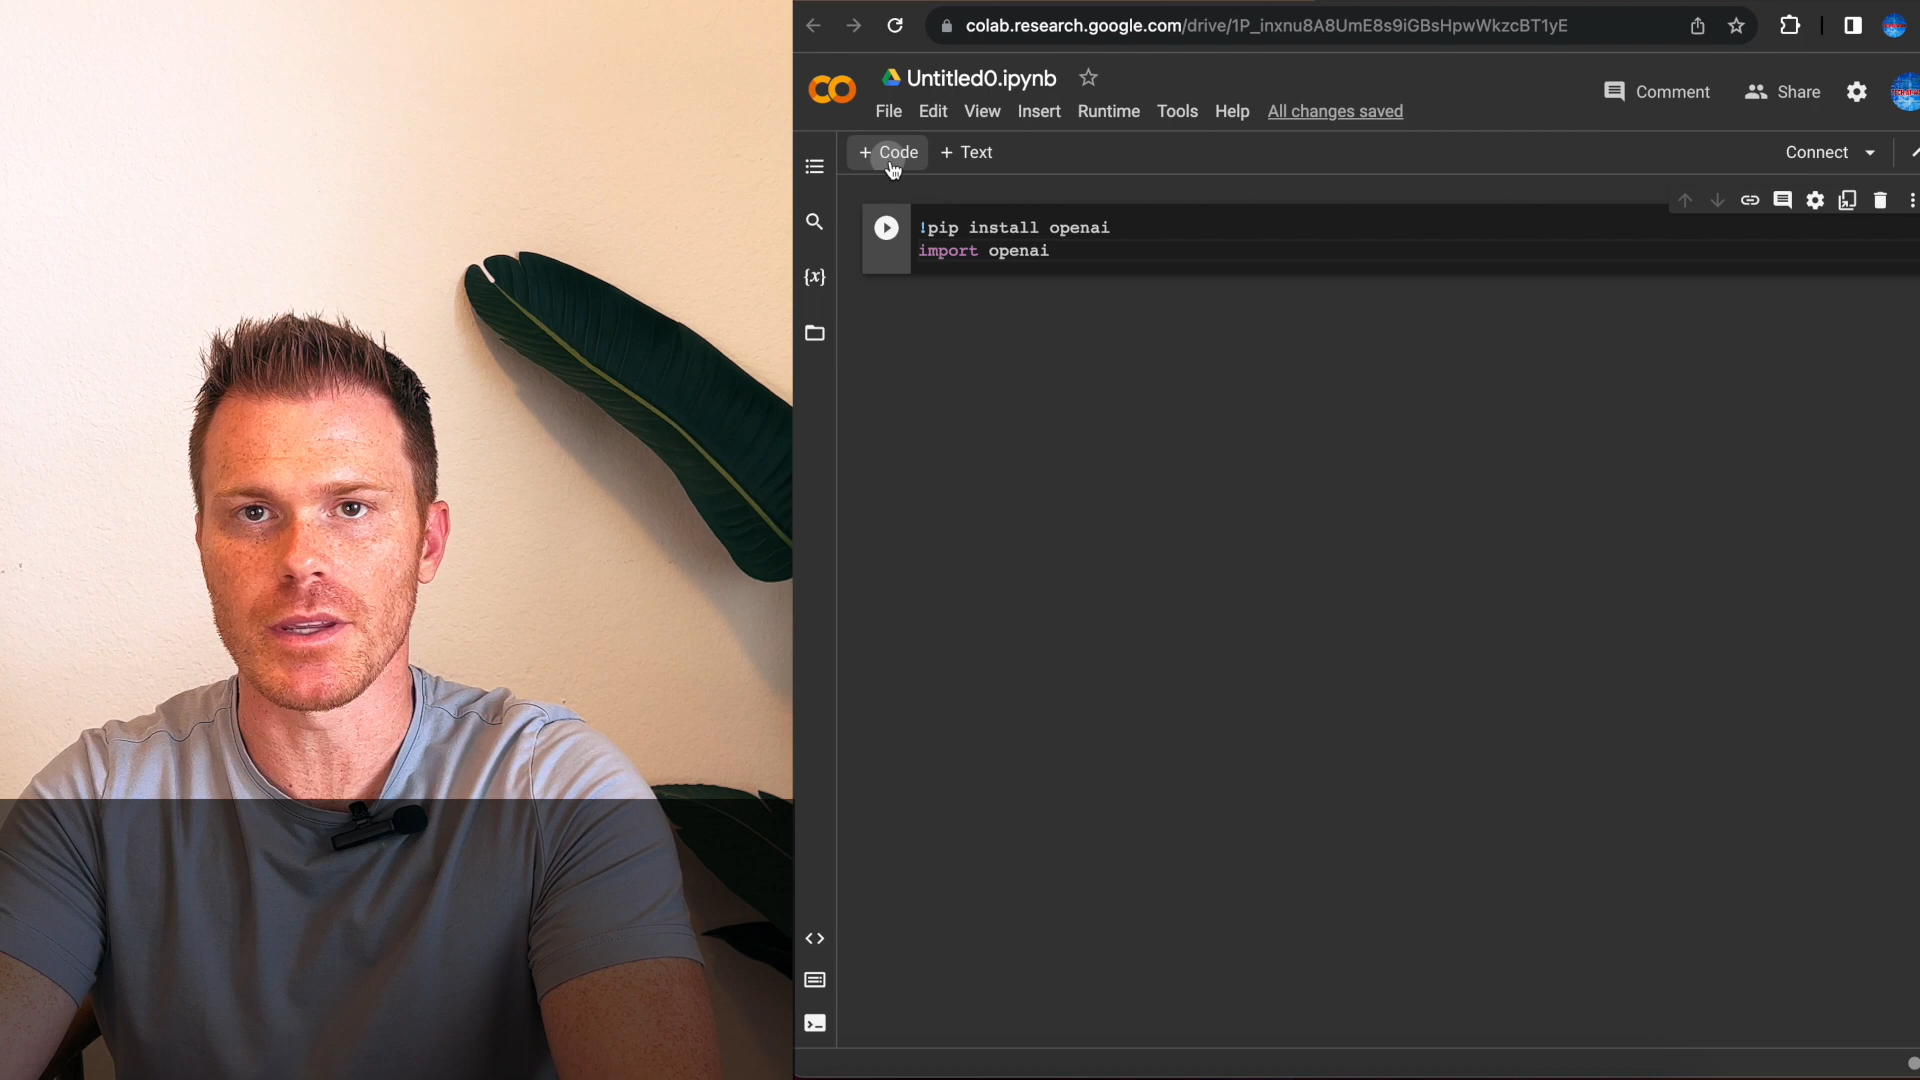 colab.research.google.com/drive/1P_inxnu8A8UmE8s9iGBsHpwWkzcBT1yE
Untitled0.ipynb
Comment
Share
File Edit View Insert Runtime Tools Help All changes saved
+ Code + Text
Connect
{x}
!pip install openai
import openai